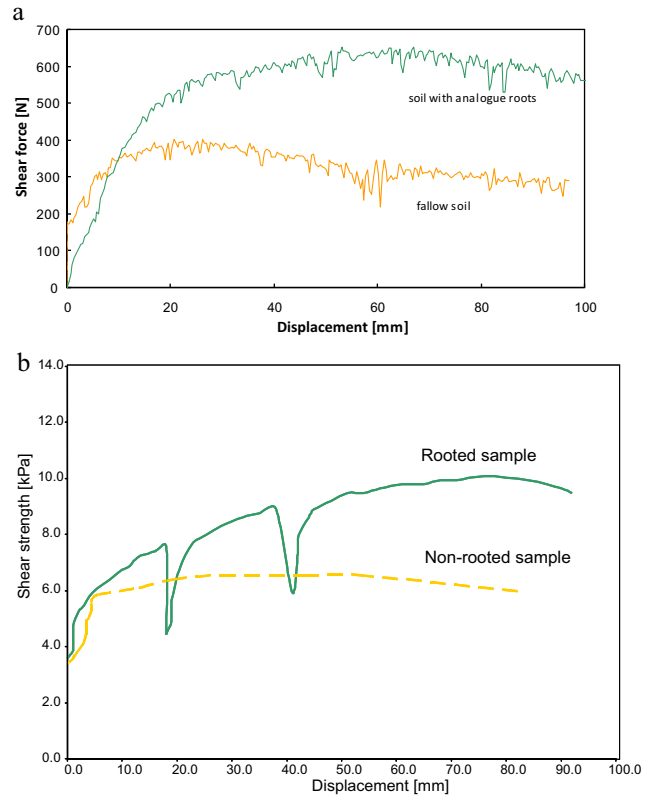 a
700
600
500
400
300
200
100
0
Shear force [N]
soil with analogue roots
fallow soil
0 20 40 60 80 100
Displacement [mm]
b
14.0
12.0
10.0
8.0
6.0
4.0
2.0
0.0
Shear strength [kPa]
Rooted sample
Non-rooted sample
0.0 10.0 20.0 30.0 40.0 50.0 60.0 70.0 80.0 90.0 100.0
Displacement [mm]